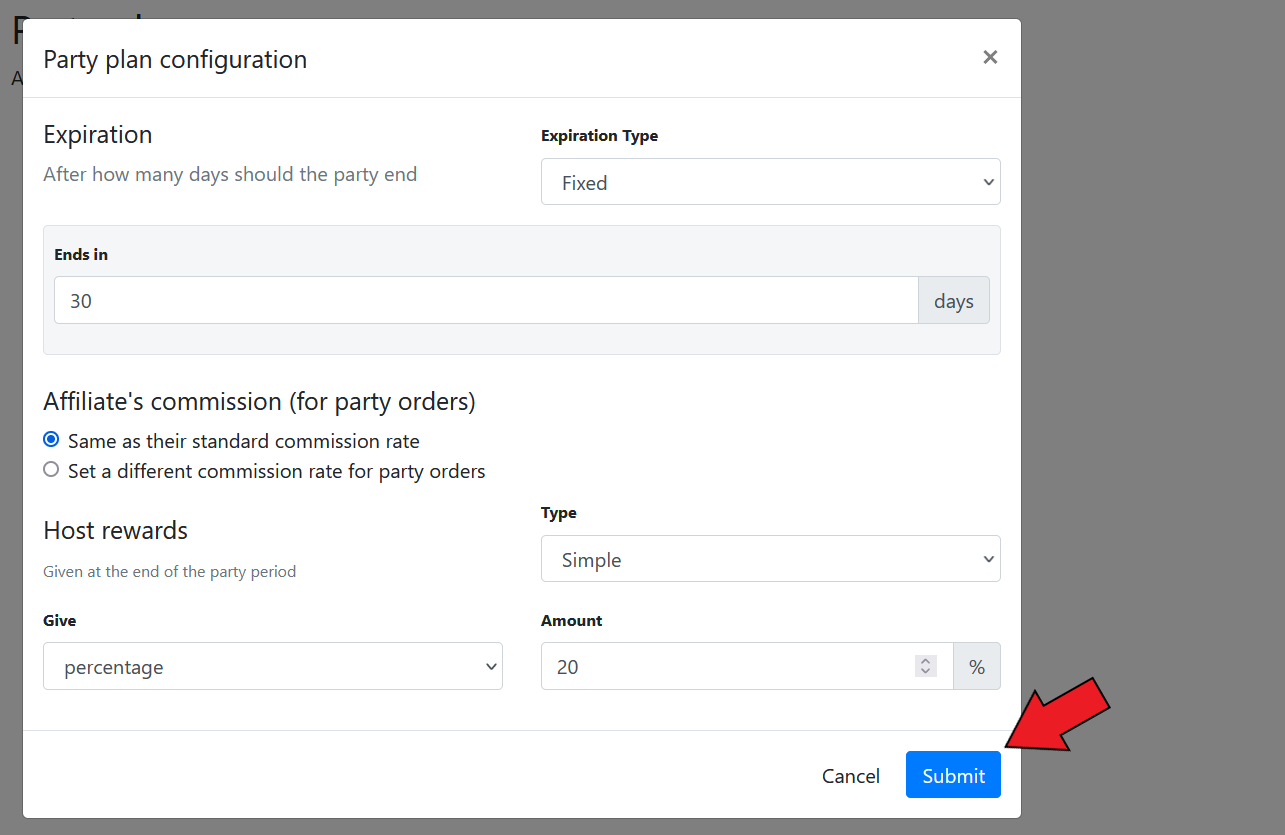 Party plan configuration
×
Expiration
After how many days should the party end
Expiration Type
Fixed
Ends in
30
days
Affiliate's commission (for party orders)
Same as their standard commission rate
Set a different commission rate for party orders
Host rewards
Given at the end of the party period
Type
Simple
Give
percentage
Amount
20
%
Cancel
Submit